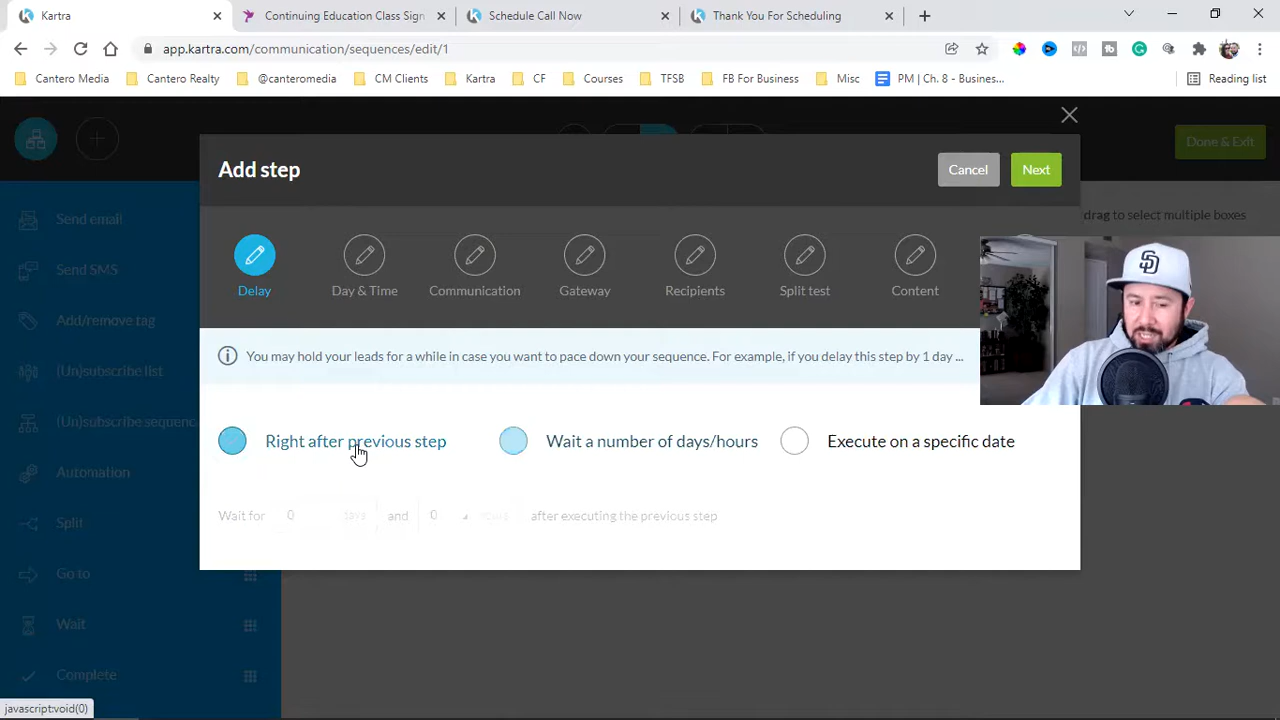 Kartra
Continuing Education Class Sign
Schedule Call Now
Thank You For Scheduling
app.kartra.com/communication/sequences/edit/1
Cantero Media
Cantero Realty
@canteromedia
CM Clients
Kartra
CF
Courses
TFSB
FB For Business
Misc
PM | Ch. 8 - Busines...
Reading list
Add step
Cancel
Next
Done & Exit
Send email
Send SMS
Add/remove tag
(Un)subscribe list
(Un)subscribe sequenc
Automation
Split
Go to
Wait
Complete
drag to select multiple boxes
Delay
Day & Time
Communication
Gateway
Recipients
Split test
Content
You may hold your leads for a while in case you want to pace down your sequence. For example, if you delay this step by 1 day ...
Right after previous step
Wait a number of days/hours
Execute on a specific date
Wait for 0 days and 0 after executing the previous step
javascript:void(0)